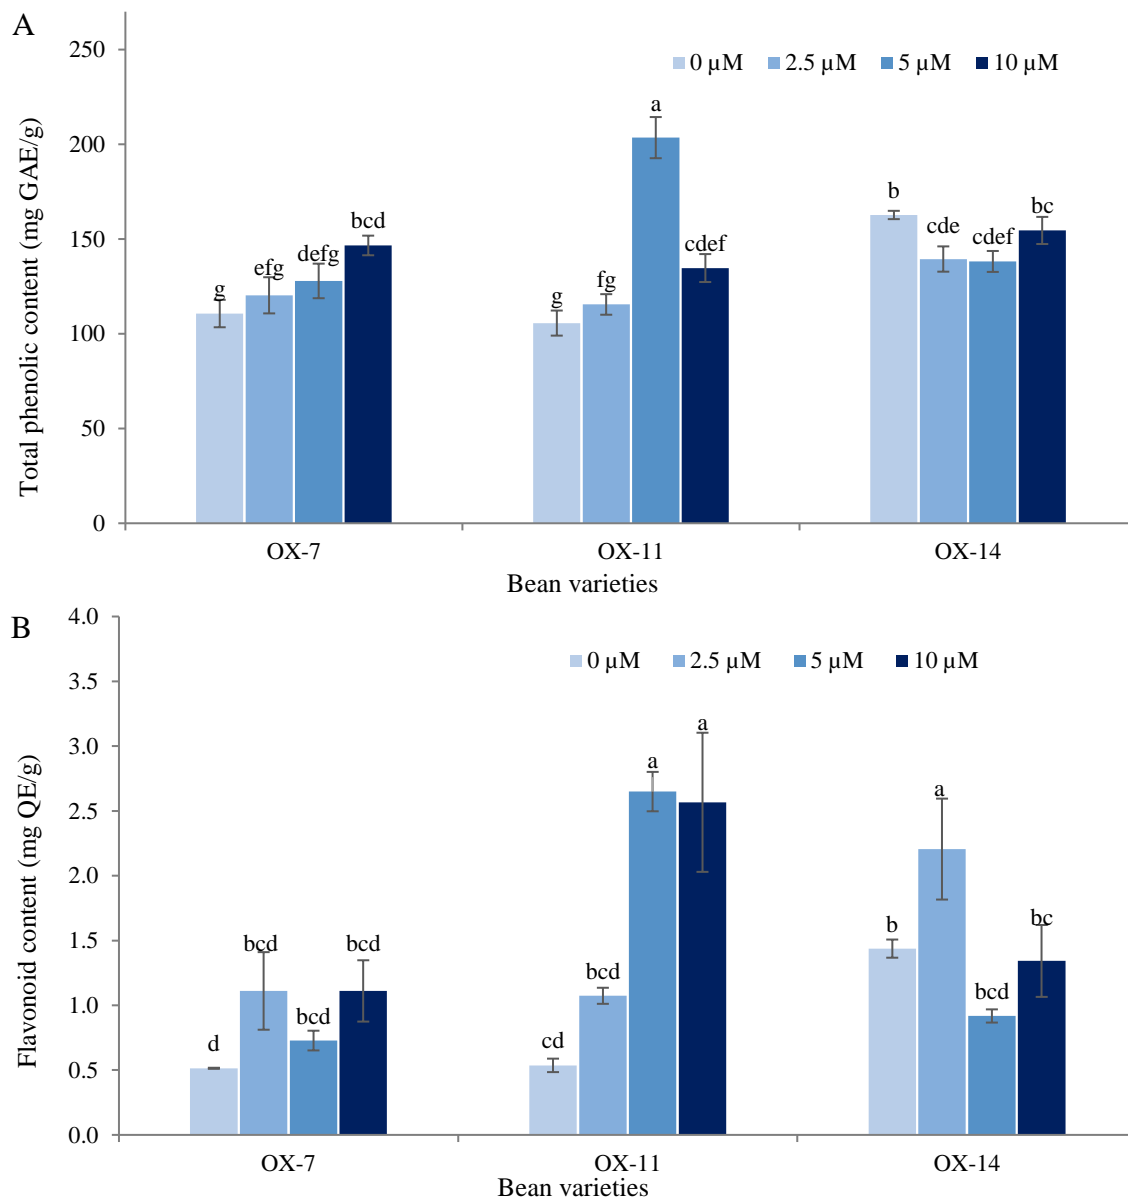 A
250
200
150
100
50
0
Total phenolic content (mg GAE/g)
0 µM 2.5 µM 5 µM 10 µM
g efg defg bcd
g fg a cdef
b cde cdef bc
OX-7 OX-11 OX-14
Bean varieties
B
4.0
3.5
3.0
2.5
2.0
1.5
1.0
0.5
0.0
Flavonoid content (mg QE/g)
0 µM 2.5 µM 5 µM 10 µM
d bcd bcd bcd
cd bcd a a
b a bcd bc
OX-7 OX-11 OX-14
Bean varieties